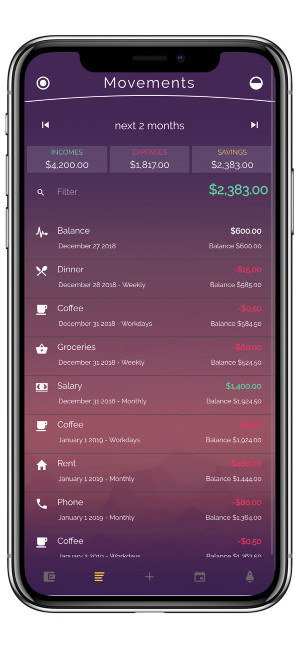 Movements
next 2 months
INCOMES EXPENSES SAVINGS
$4,200.00 $1,817.00 $2,383.00
Filter $2,383.00
Balance $600.00
December 27 2018 Balance $600.00
Dinner -$15.00
December 28 2018 - Weekly Balance $585.00
Coffee -$0.50
December 31 2018 - Workdays Balance $584.50
Groceries -$60.00
December 31 2018 - Weekly Balance $524.50
Salary $1,400.00
December 31 2018 - Monthly Balance $1,924.50
Coffee
January 1 2019 - Workdays Balance $1,924.00
Rent
January 1 2019 - Monthly Balance $1,444.00
Phone -$80.00
January 1 2019 - Monthly Balance $1,364.00
Coffee -$0.50
January 2 2019 - Workdays Balance $1,363.50